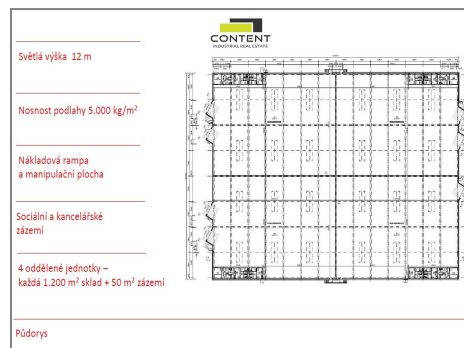 CONTENT
INDUSTRIAL REAL ESTATE
Světlá výška  12 m
Nosnost podlahy 5.000 kg/m²
Nákladová rampa
a manipulační plocha
Sociální a kancelářské
zázemí
4 oddělené jednotky –
každá 1.200 m² sklad + 50 m² zázemí
Půdorys